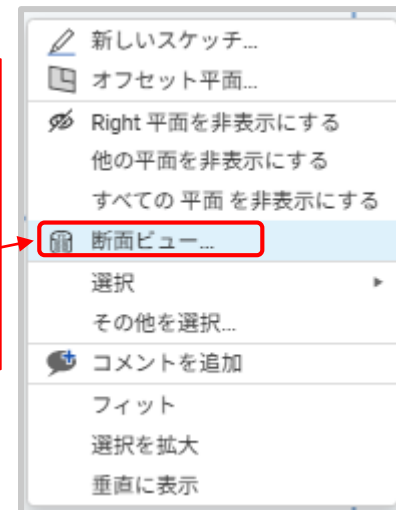 新しいスケッチ...
オフセット平面...
Right 平面を非表示にする
他の平面を非表示にする
すべての 平面 を非表示にする
断面ビュー...
選択
その他を選択...
コメントを追加
フィット
選択を拡大
垂直に表示